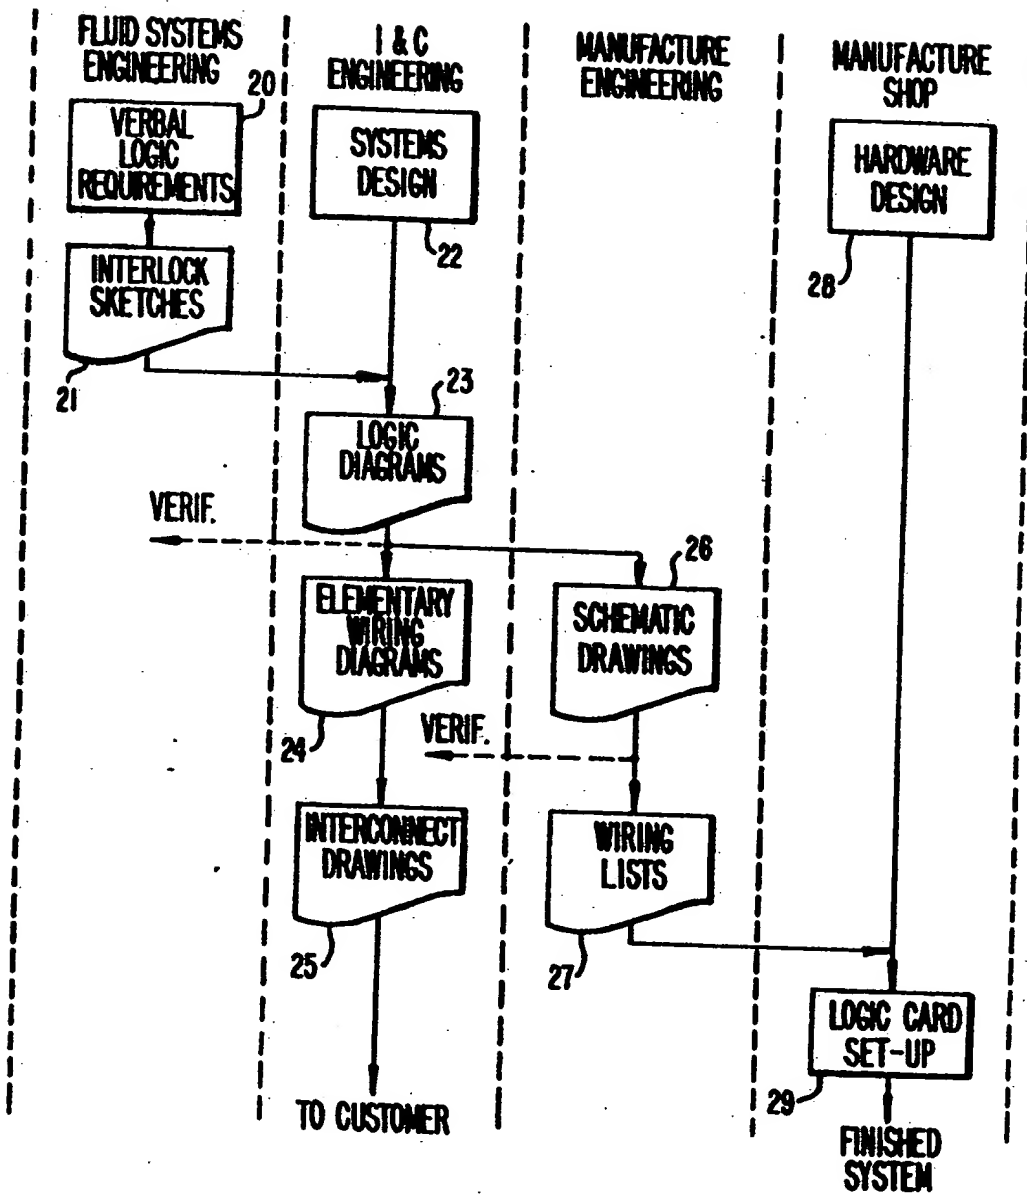 FLUID SYSTEMS
ENGINEERING
20
VERBAL
LOGIC
REQUIREMENTS
INTERLOCK
SKETCHES
21
I & C
ENGINEERING
SYSTEMS
DESIGN
22
23
LOGIC
DIAGRAMS
VERIF.
ELEMENTARY
WIRING
DIAGRAMS
24
INTERCONNECT
DRAWINGS
25
TO CUSTOMER
MANUFACTURE
ENGINEERING
26
SCHEMATIC
DRAWINGS
VERIF.
WIRING
LISTS
27
MANUFACTURE
SHOP
HARDWARE
DESIGN
28
LOGIC CARD
SET-UP
29
FINISHED
SYSTEM